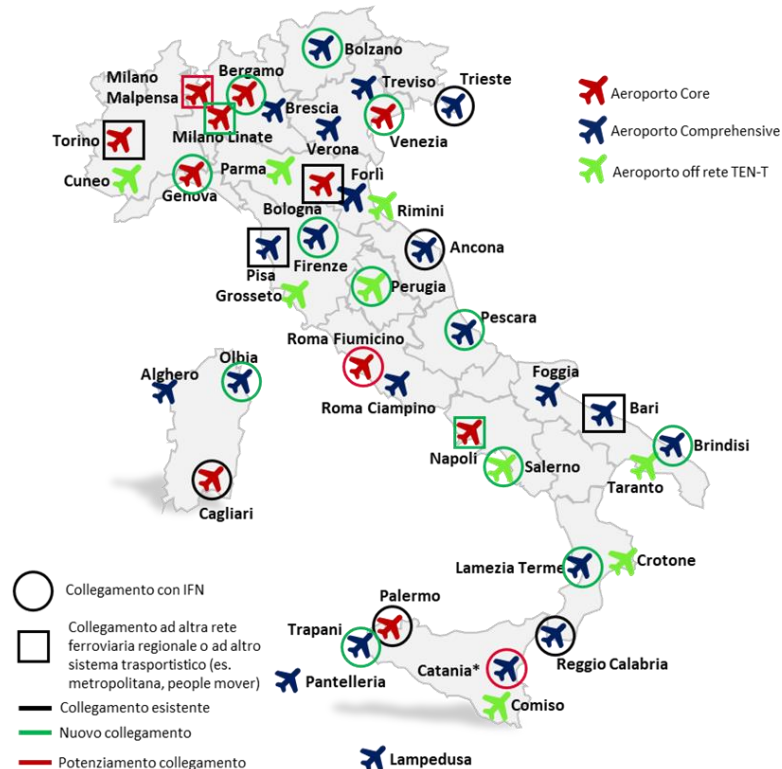 Bolzano
Bergamo
Milano
Malpensa
Treviso
Trieste
Aeroporto Core
Brescia
Milano Linate
Verona
Venezia
Aeroporto Comprehensive
Torino
Cuneo
Genova
Parma
Forlì
Aeroporto off rete TEN-T
Bologna
Rimini
Ancona
Pisa
Firenze
Grosseto
Perugia
Pescara
Roma Fiumicino
Olbia
Alghero
Roma Ciampino
Foggia
Bari
Napoli
Salerno
Brindisi
Taranto
Cagliari
Lamezia Terme
Crotone
Collegamento con IFN
Palermo
Trapani
Reggio Calabria
Catania*
Collegamento ad altra rete
ferroviaria regionale o ad altro
sistema trasportistico (es.
metropolitana, people mover)
Pantelleria
Comiso
Collegamento esistente
Nuovo collegamento
Potenziamento collegamento
Lampedusa